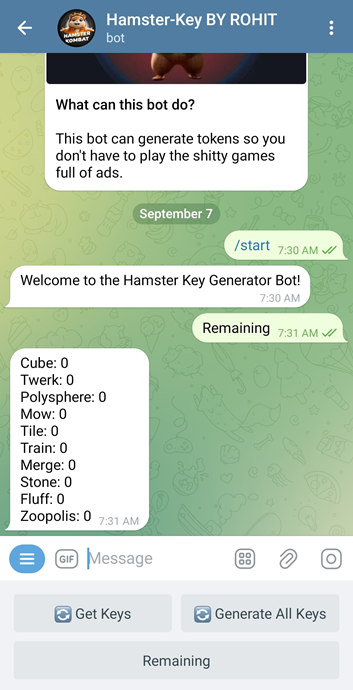 Hamster-Key BY ROHIT
bot
HAMSTER
KOMBAT
What can this bot do?
This bot can generate tokens so you
don't have to play the shitty games
full of ads.
September 7
/start 7:30 AM
Welcome to the Hamster Key Generator Bot!
7:30 AM
Remaining 7:31 AM
Cube: 0
Twerk: 0
Polysphere: 0
Mow: 0
Tile: 0
Train: 0
Merge: 0
Stone: 0
Fluff: 0
Zoopolis: 0 7:31 AM
GIF Message
Get Keys
Generate All Keys
Remaining